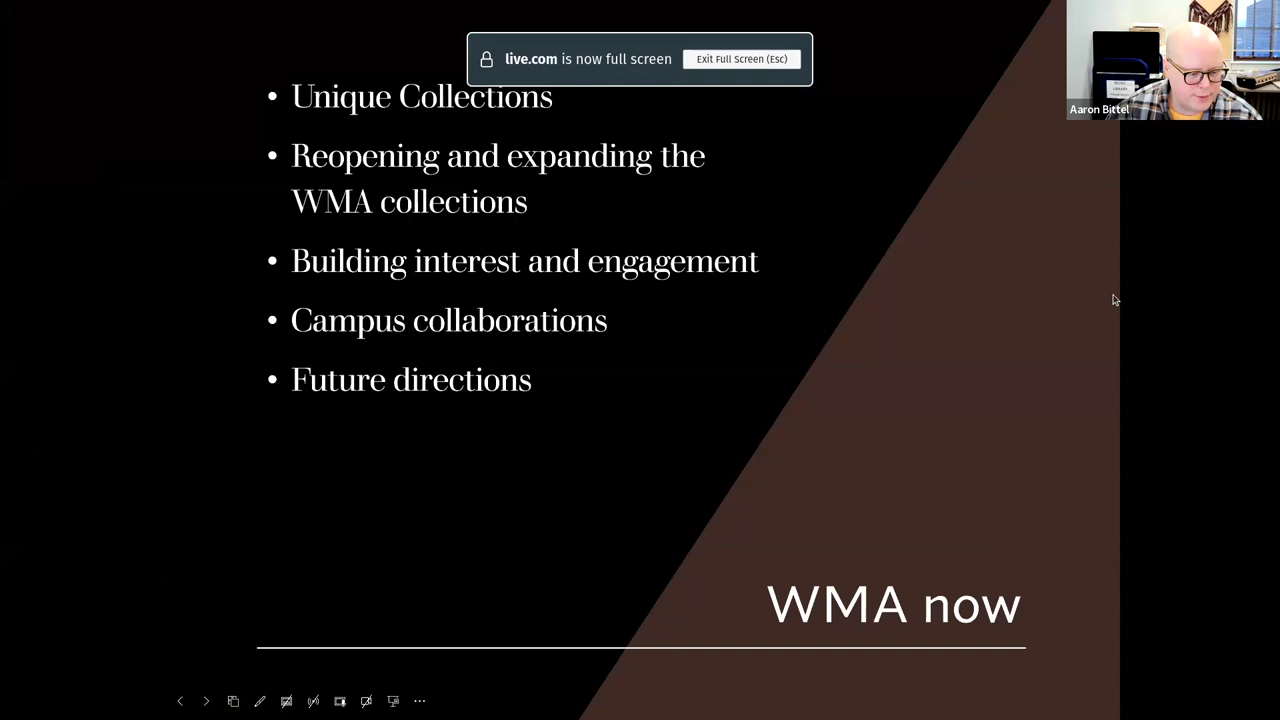 live.com is now full screen Exit Full Screen (Esc)
• Unique Collections
• Reopening and expanding the
WMA collections
• Building interest and engagement
• Campus collaborations
• Future directions
WMA now
Aaron Bittel